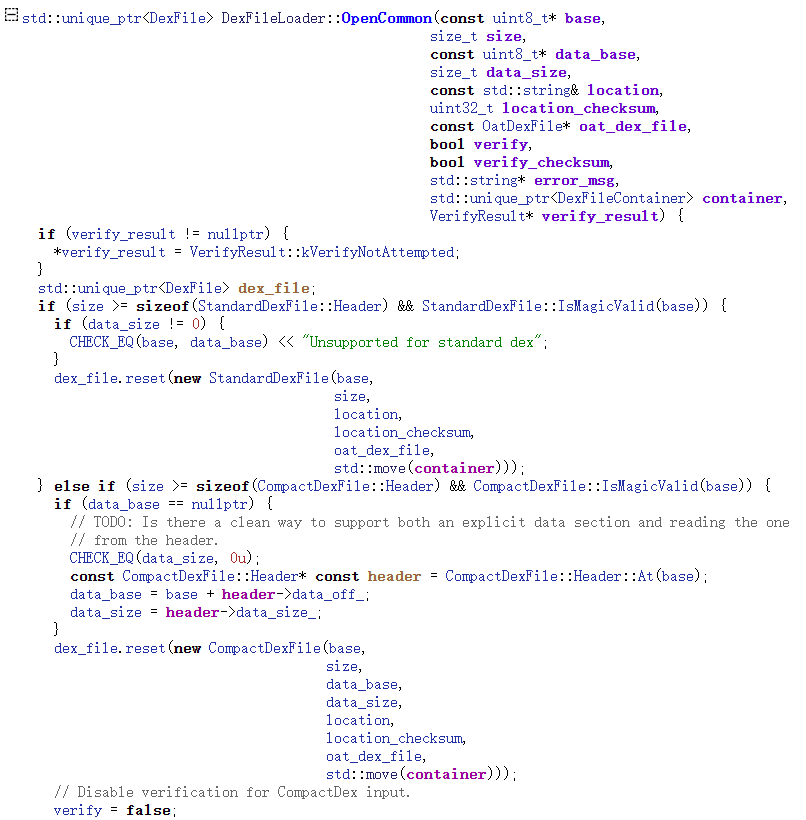 std::unique_ptr<DexFile> DexFileLoader::OpenCommon(const uint8_t* base,
size_t size,
const uint8_t* data_base,
size_t data_size,
const std::string& location,
uint32_t location_checksum,
const OatDexFile* oat_dex_file,
bool verify,
bool verify_checksum,
std::string* error_msg,
std::unique_ptr<DexFileContainer> container,
VerifyResult* verify_result) {
if (verify_result != nullptr) {
*verify_result = VerifyResult::kVerifyNotAttempted;
}
std::unique_ptr<DexFile> dex_file;
if (size >= sizeof(StandardDexFile::Header) && StandardDexFile::IsMagicValid(base)) {
if (data_size != 0) {
CHECK_EQ(base, data_base) << "Unsupported for standard dex";
}
dex_file.reset(new StandardDexFile(base,
size,
location,
location_checksum,
oat_dex_file,
std::move(container)));
} else if (size >= sizeof(CompactDexFile::Header) && CompactDexFile::IsMagicValid(base)) {
if (data_base == nullptr) {
// TODO: Is there a clean way to support both an explicit data section and reading the one
// from the header.
CHECK_EQ(data_size, 0u);
const CompactDexFile::Header* const header = CompactDexFile::Header::At(base);
data_base = base + header->data_off_;
data_size = header->data_size_;
}
dex_file.reset(new CompactDexFile(base,
size,
data_base,
data_size,
location,
location_checksum,
oat_dex_file,
std::move(container)));
// Disable verification for CompactDex input.
verify = false;